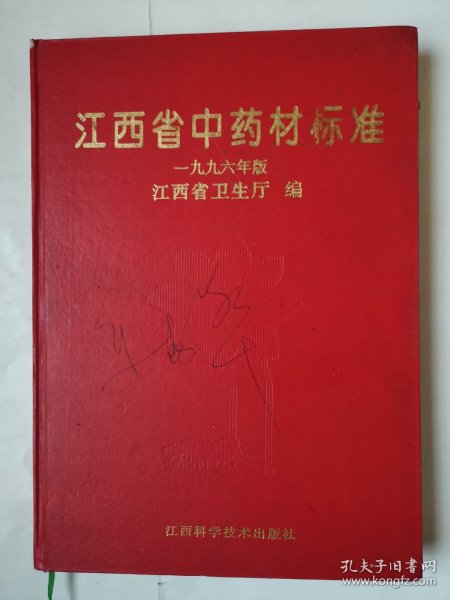 江西省中药材标准
一九九六年版
江西省卫生厅 编
江西科学技术出版社
孔夫子旧书网
www.kongfz.com